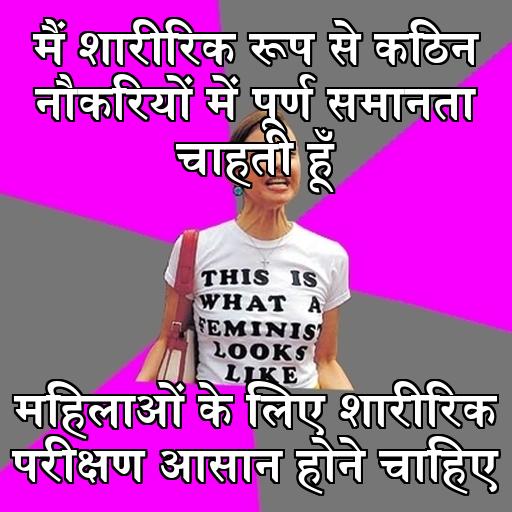 मैं शारीरिक रूप से कठिन
नौकरियों में पूर्ण समानता
चाहती हूँ
THIS IS
WHAT A
FEMINIST
LOOKS
LIKE
महिलाओं के लिए शारीरिक
परीक्षण आसान होने चाहिए